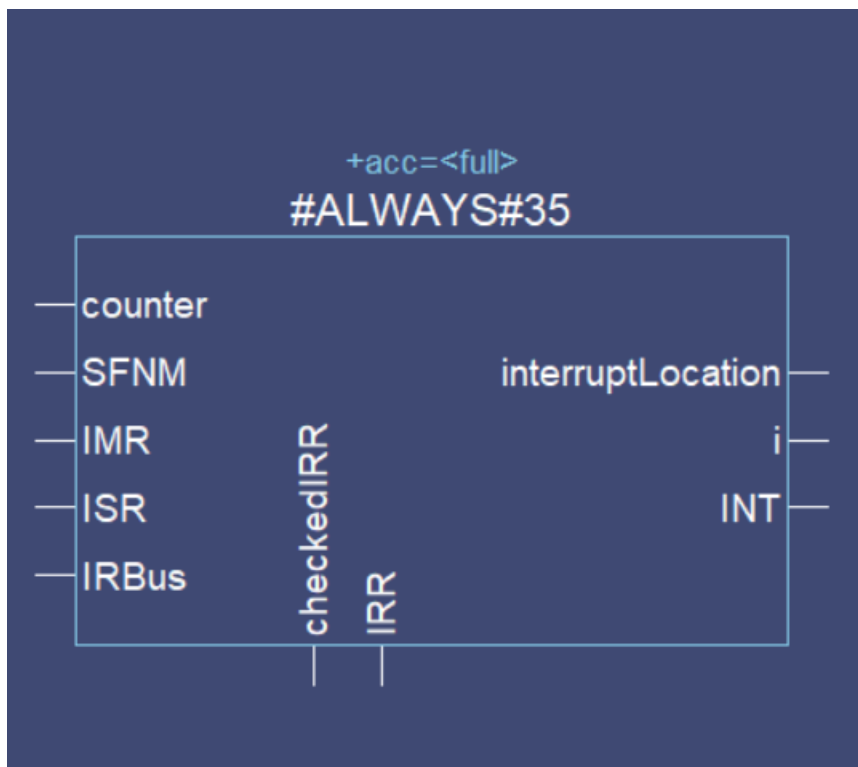 +acc=<full>
#ALWAYS#35
counter
SFNM
interruptLocation
IMR
i
ISR
INT
IRBus
checkedIRR
IRR